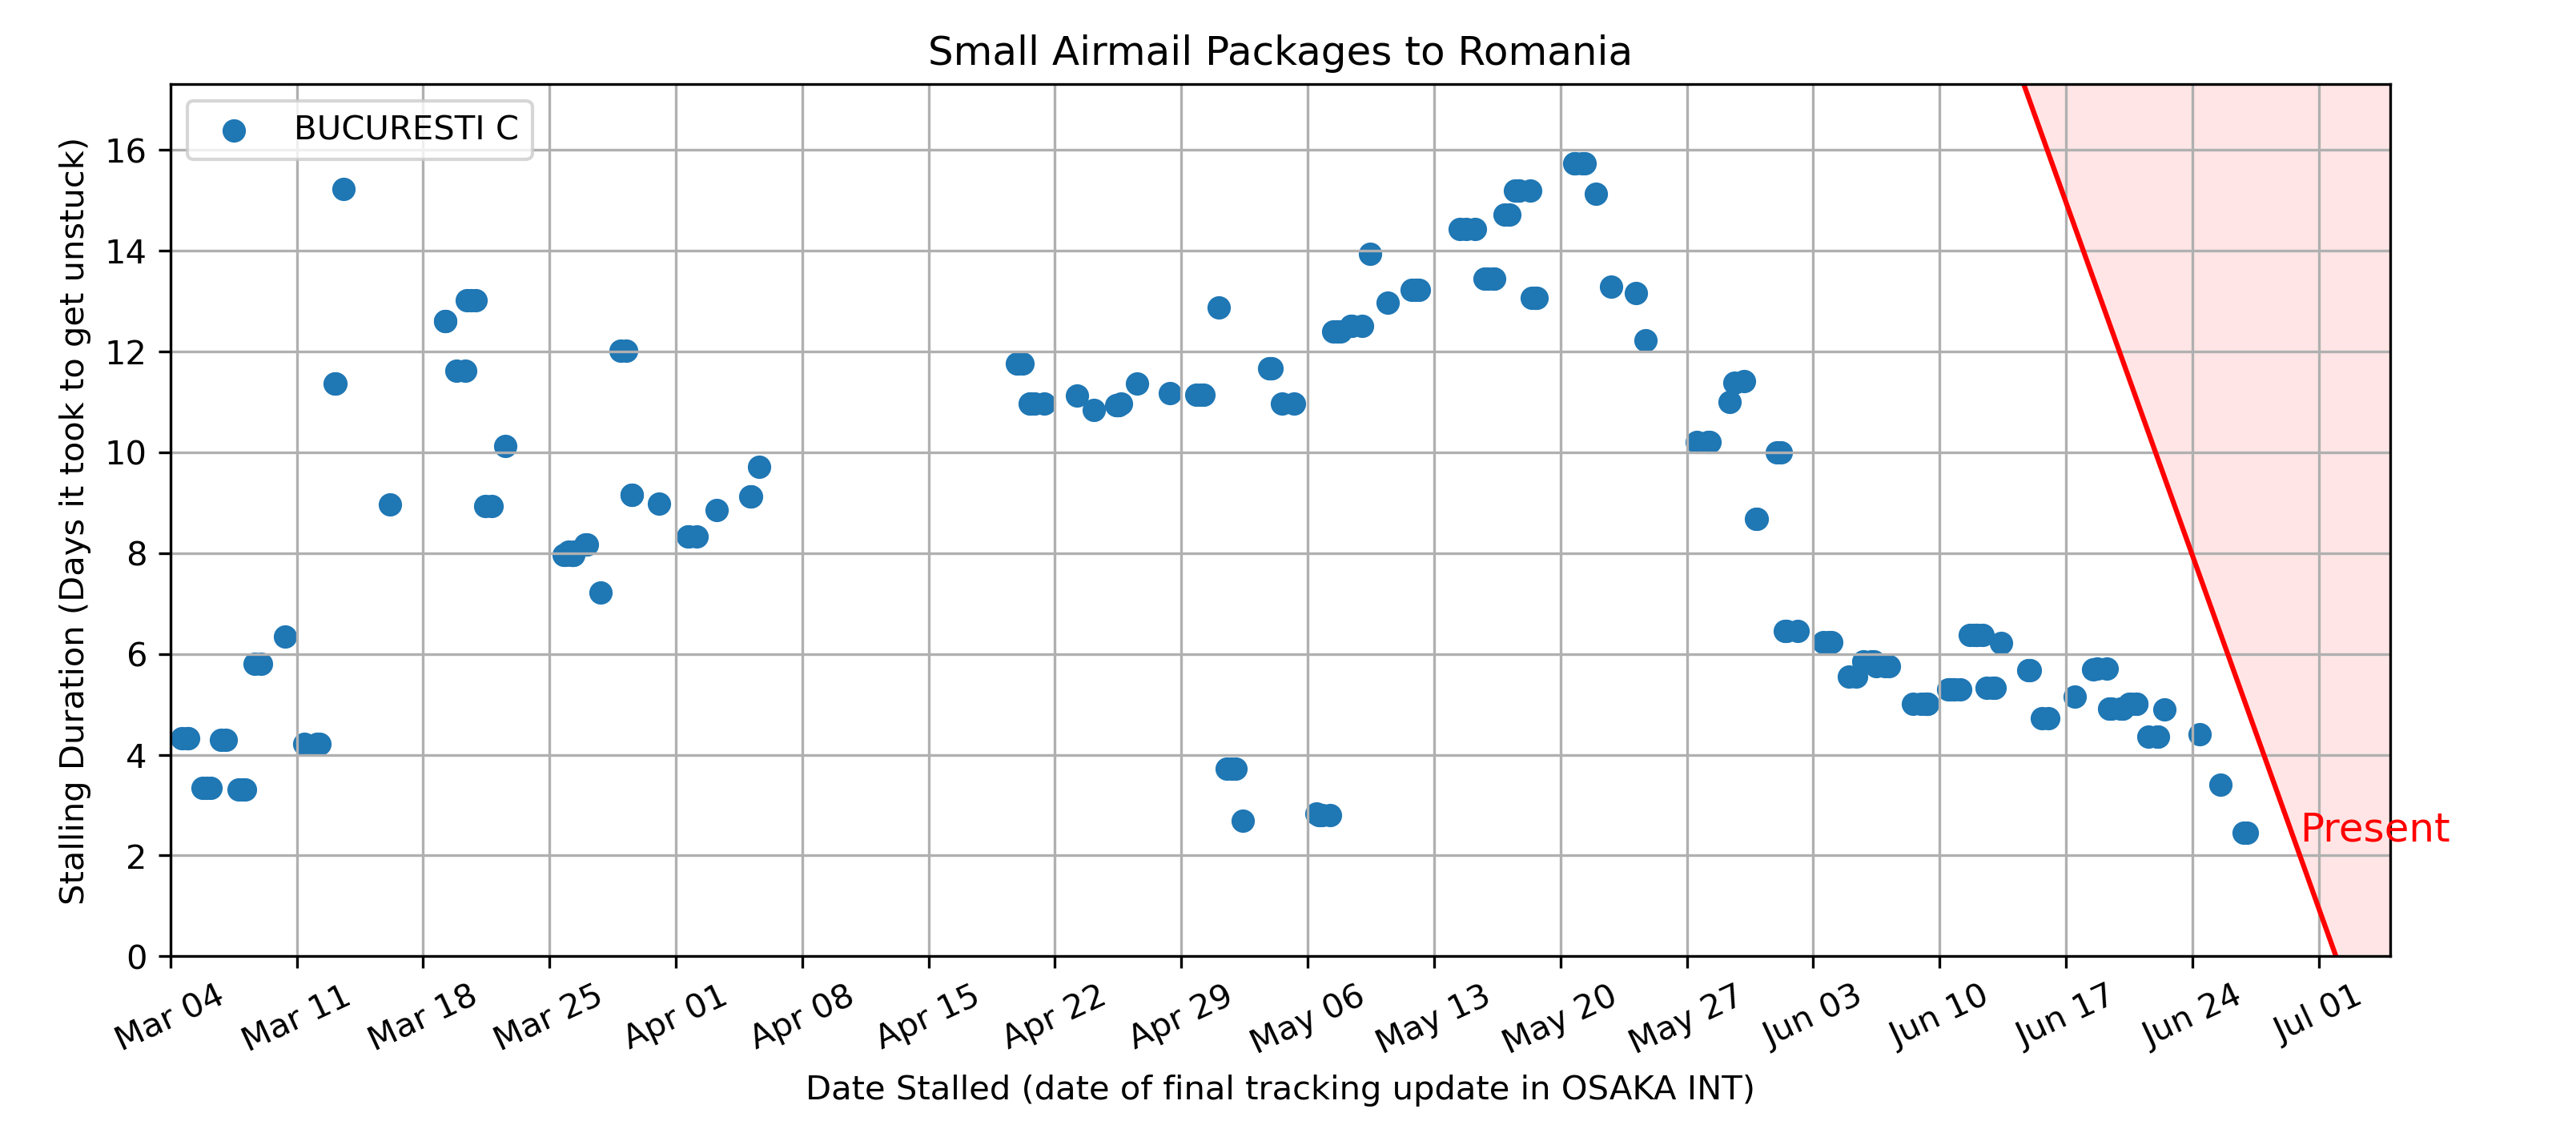 Small Airmail Packages to Romania
BUCURESTI C
Stalling Duration (Days it took to get unstuck)
16
14
12
10
8
6
4
2
0
Present
Mar 04
Mar 11
Mar 18
Mar 25
Apr 01
Apr 08
Apr 15
Apr 22
Apr 29
May 06
May 13
May 20
May 27
Jun 03
Jun 10
Jun 17
Jun 24
Jul 01
Date Stalled (date of final tracking update in OSAKA INT)